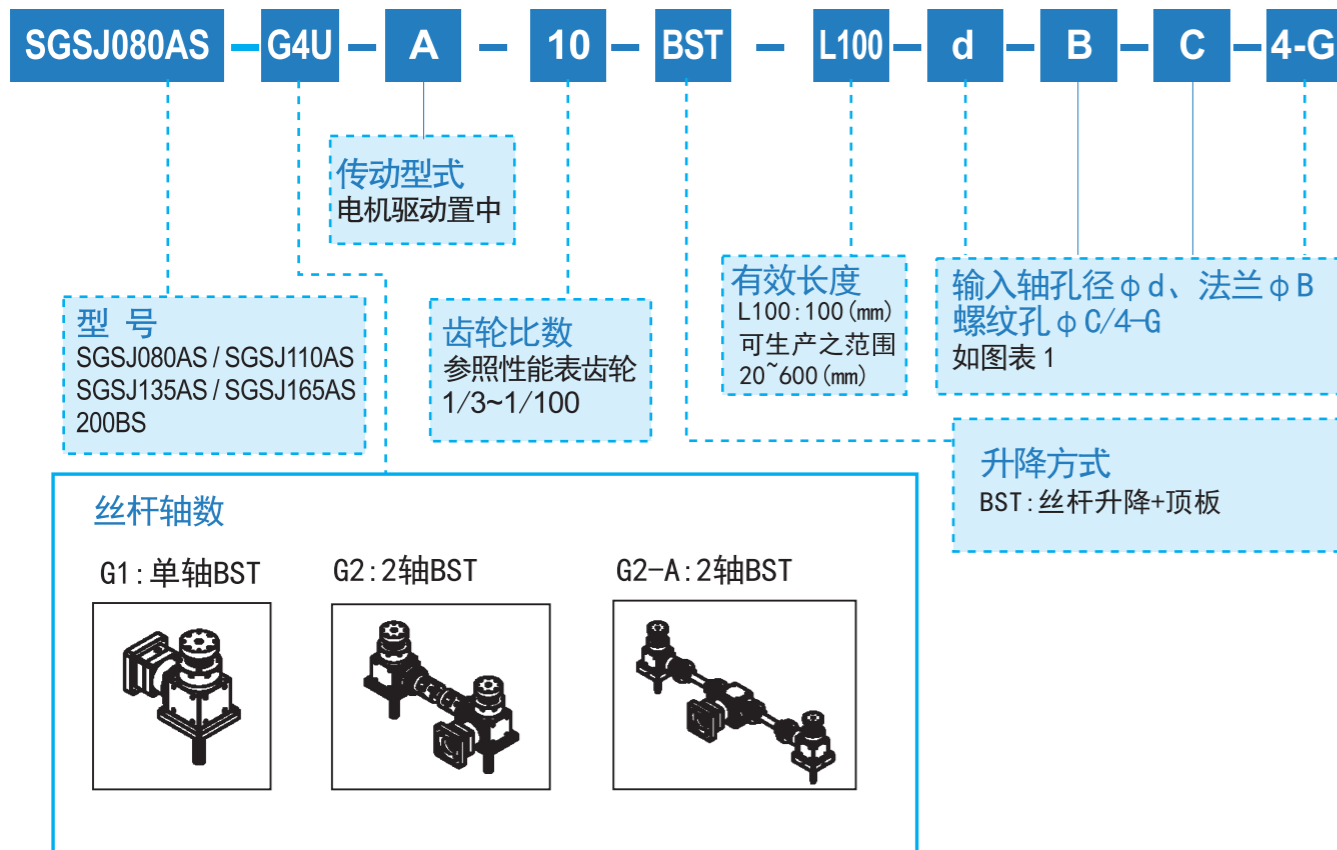 SGSJ080AS - G4U - A - 10 - BST - L100 - d - B - C - 4-G
传动型式
电机驱动置中
型 号
SGSJ080AS / SGSJ110AS
SGSJ135AS / SGSJ165AS
200BS
齿轮比数
参照性能表齿轮
1/3~1/100
有效长度
L100:100(mm)
可生产之范围
20~600(mm)
输入轴孔径φd、法兰φB
螺纹孔φC/4-G
如图表 1
升降方式
BST:丝杆升降+顶板
丝杆轴数
G1:单轴BST
G2:2轴BST
G2-A:2轴BST